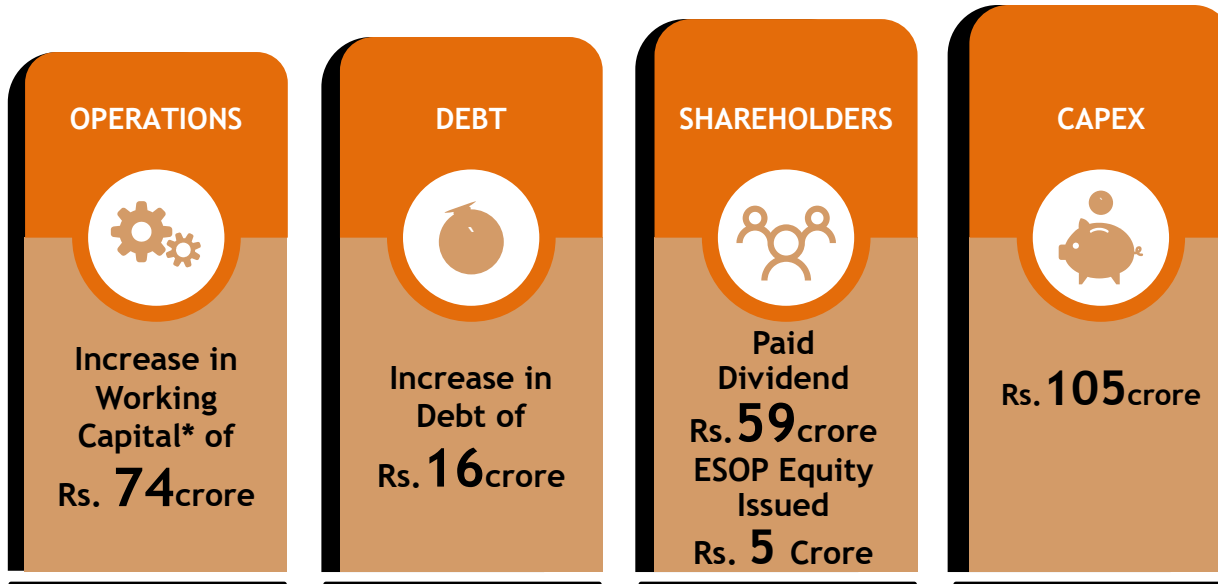 OPERATIONS
Increase in
Working
Capital* of
Rs. 74crore
DEBT
Increase in
Debt of
Rs.16crore
SHAREHOLDERS
Paid
Dividend
Rs.59crore
ESOP Equity
Issued
Rs. 5 Crore
CAPEX
Rs.105crore